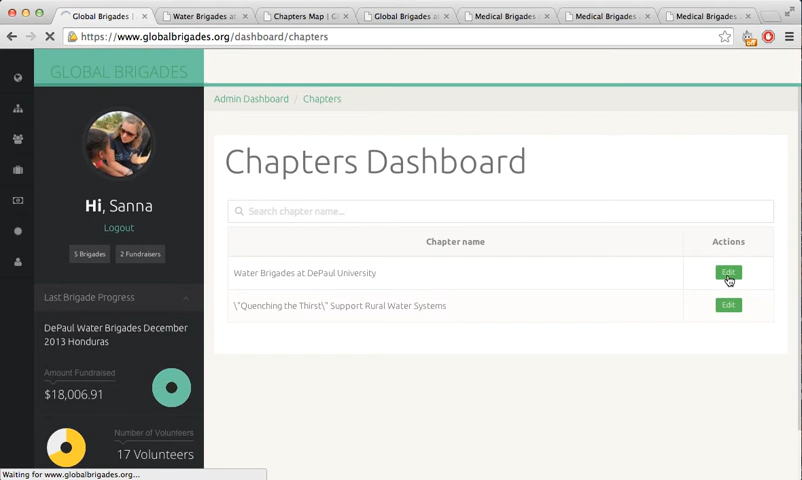 Global Brigades |
Water Brigades at
Chapters Map | G
Global Brigades at
Medical Brigades
Medical Brigades a
Medical Brigades
https://www.globalbrigades.org/dashboard/chapters
off
GLOBAL BRIGADES
Admin Dashboard / Chapters
Hi, Sanna
Logout
5 Brigades
2 Fundraisers
Last Brigade Progress
DePaul Water Brigades December
2013 Honduras
Amount Fundraised
$18,006.91
Number of Volunteers
17 Volunteers
Chapters Dashboard
Search chapter name...
Chapter name
Actions
Water Brigades at DePaul University
Edit
\"Quenching the Thirst\" Support Rural Water Systems
Edit
Waiting for www.globalbrigades.org...